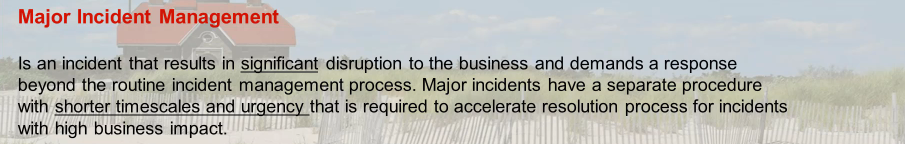 Major Incident Management
Is an incident that results in significant disruption to the business and demands a response
beyond the routine incident management process. Major incidents have a separate procedure
with shorter timescales and urgency that is required to accelerate resolution process for incidents
with high business impact.